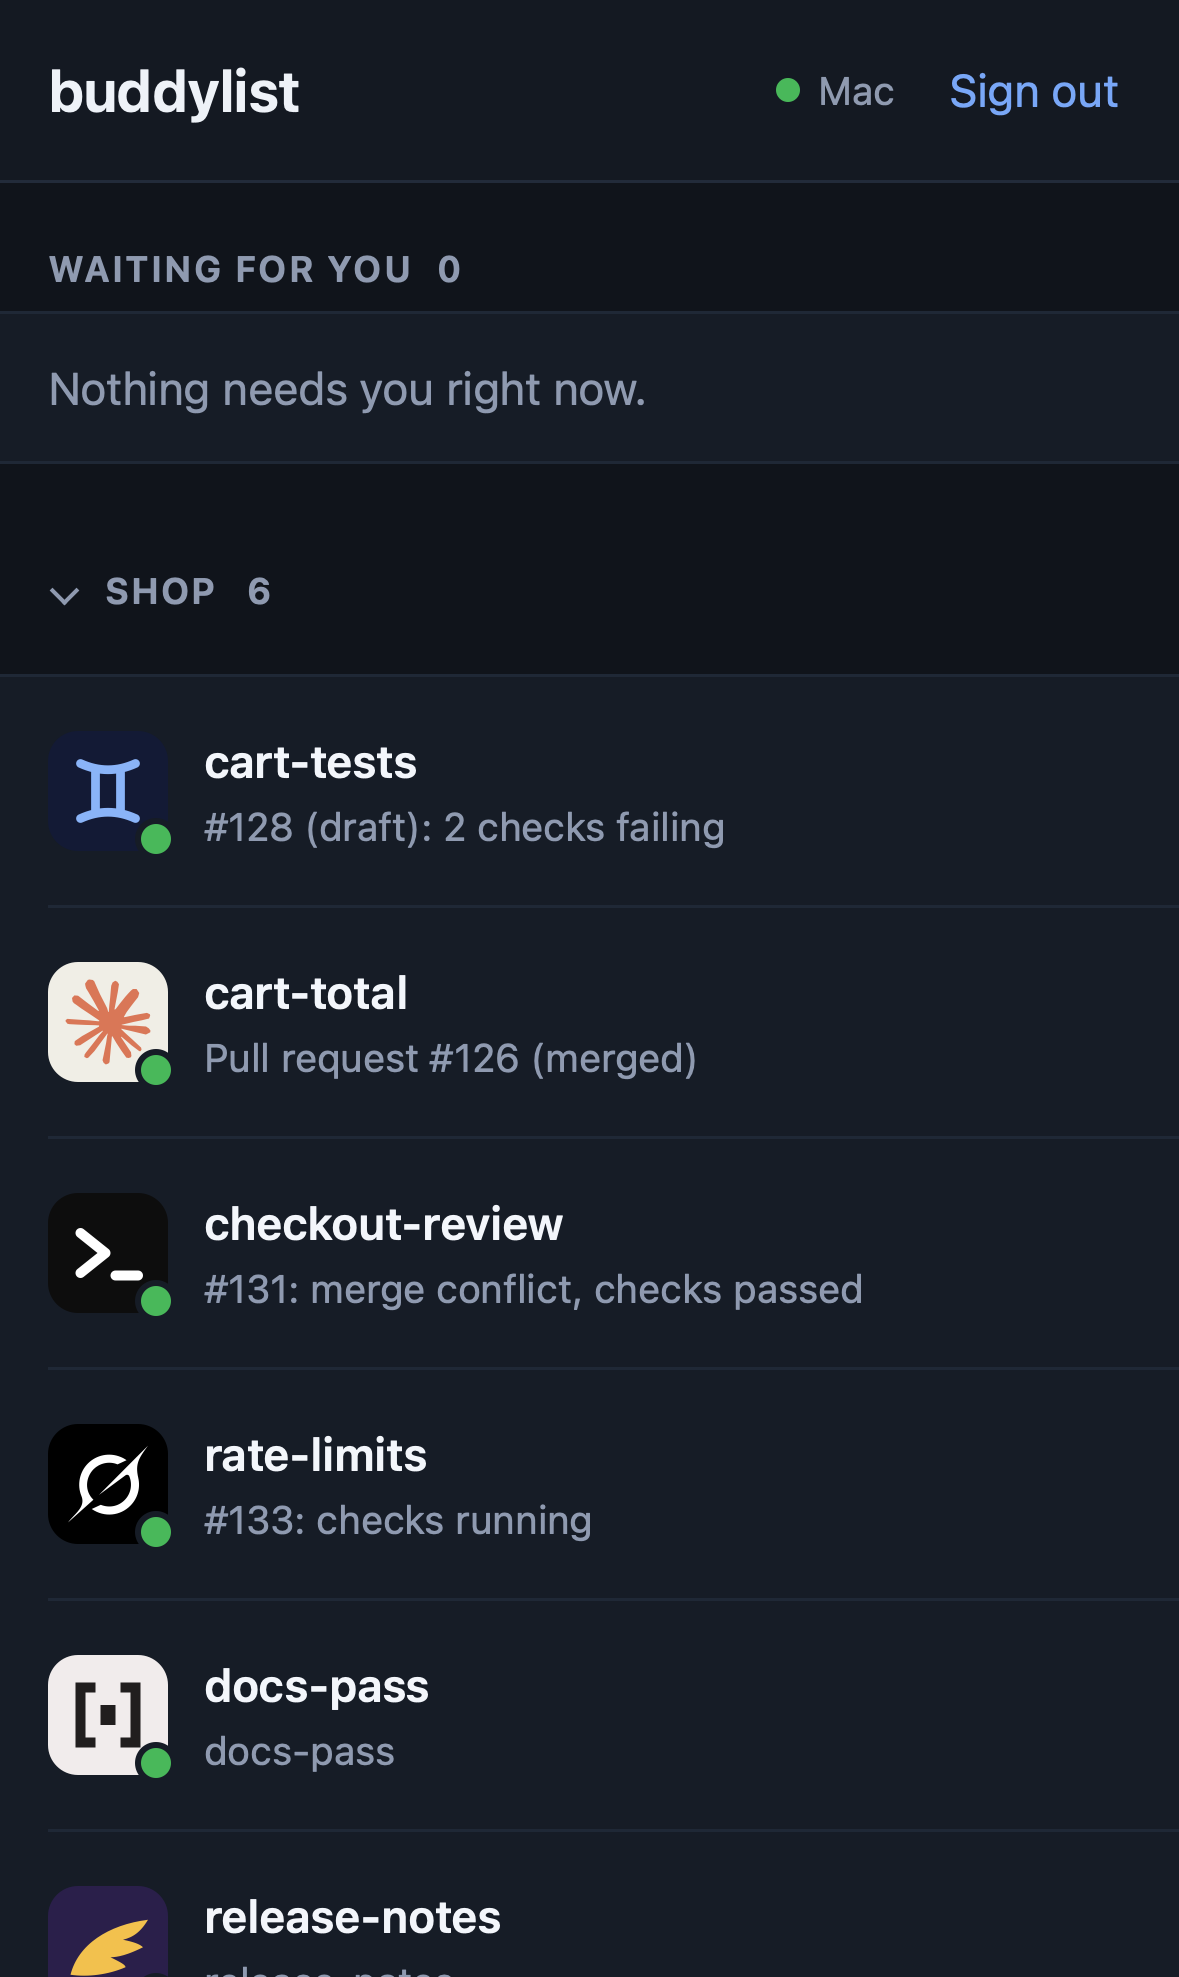 buddylist
Mac
Sign out
WAITING FOR YOU 0
Nothing needs you right now.
SHOP 6
cart-tests
#128 (draft): 2 checks failing
cart-total
Pull request #126 (merged)
checkout-review
#131: merge conflict, checks passed
rate-limits
#133: checks running
docs-pass
docs-pass
release-notes
release-notes